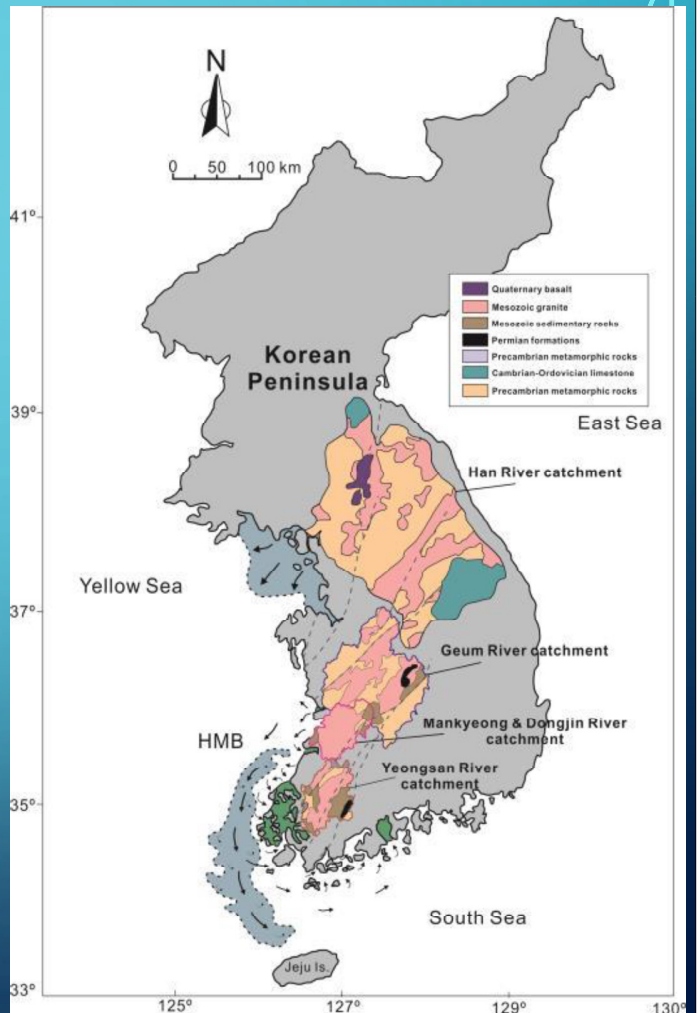 N
0 50 100 km
41°
Quaternary basalt
Mesozoic granite
Mesozoic sedimentary rocks
Permian formations
Precambrian metamorphic rocks
Cambrian-Ordovician limestone
Precambrian metamorphic rocks
Korean
Peninsula
39°
East Sea
Han River catchment
Yellow Sea
37°
Geum River catchment
HMB
Mankyeong & Dongjin River
catchment
Yeongsan River
catchment
35°
South Sea
Jeju Is.
33°
125°
127°
129°
130°